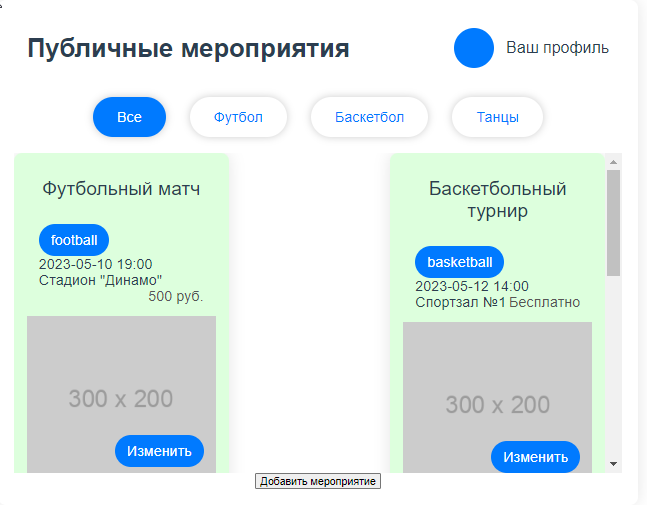 Публичные мероприятия
Ваш профиль
Все
Футбол
Баскетбол
Танцы
Футбольный матч
football
2023-05-10 19:00
Стадион "Динамо"
500 руб.
300 x 200
Изменить
Баскетбольный
турнир
basketball
2023-05-12 14:00
Спортзал №1 Бесплатно
300 x 200
Изменить
Добавить мероприятие